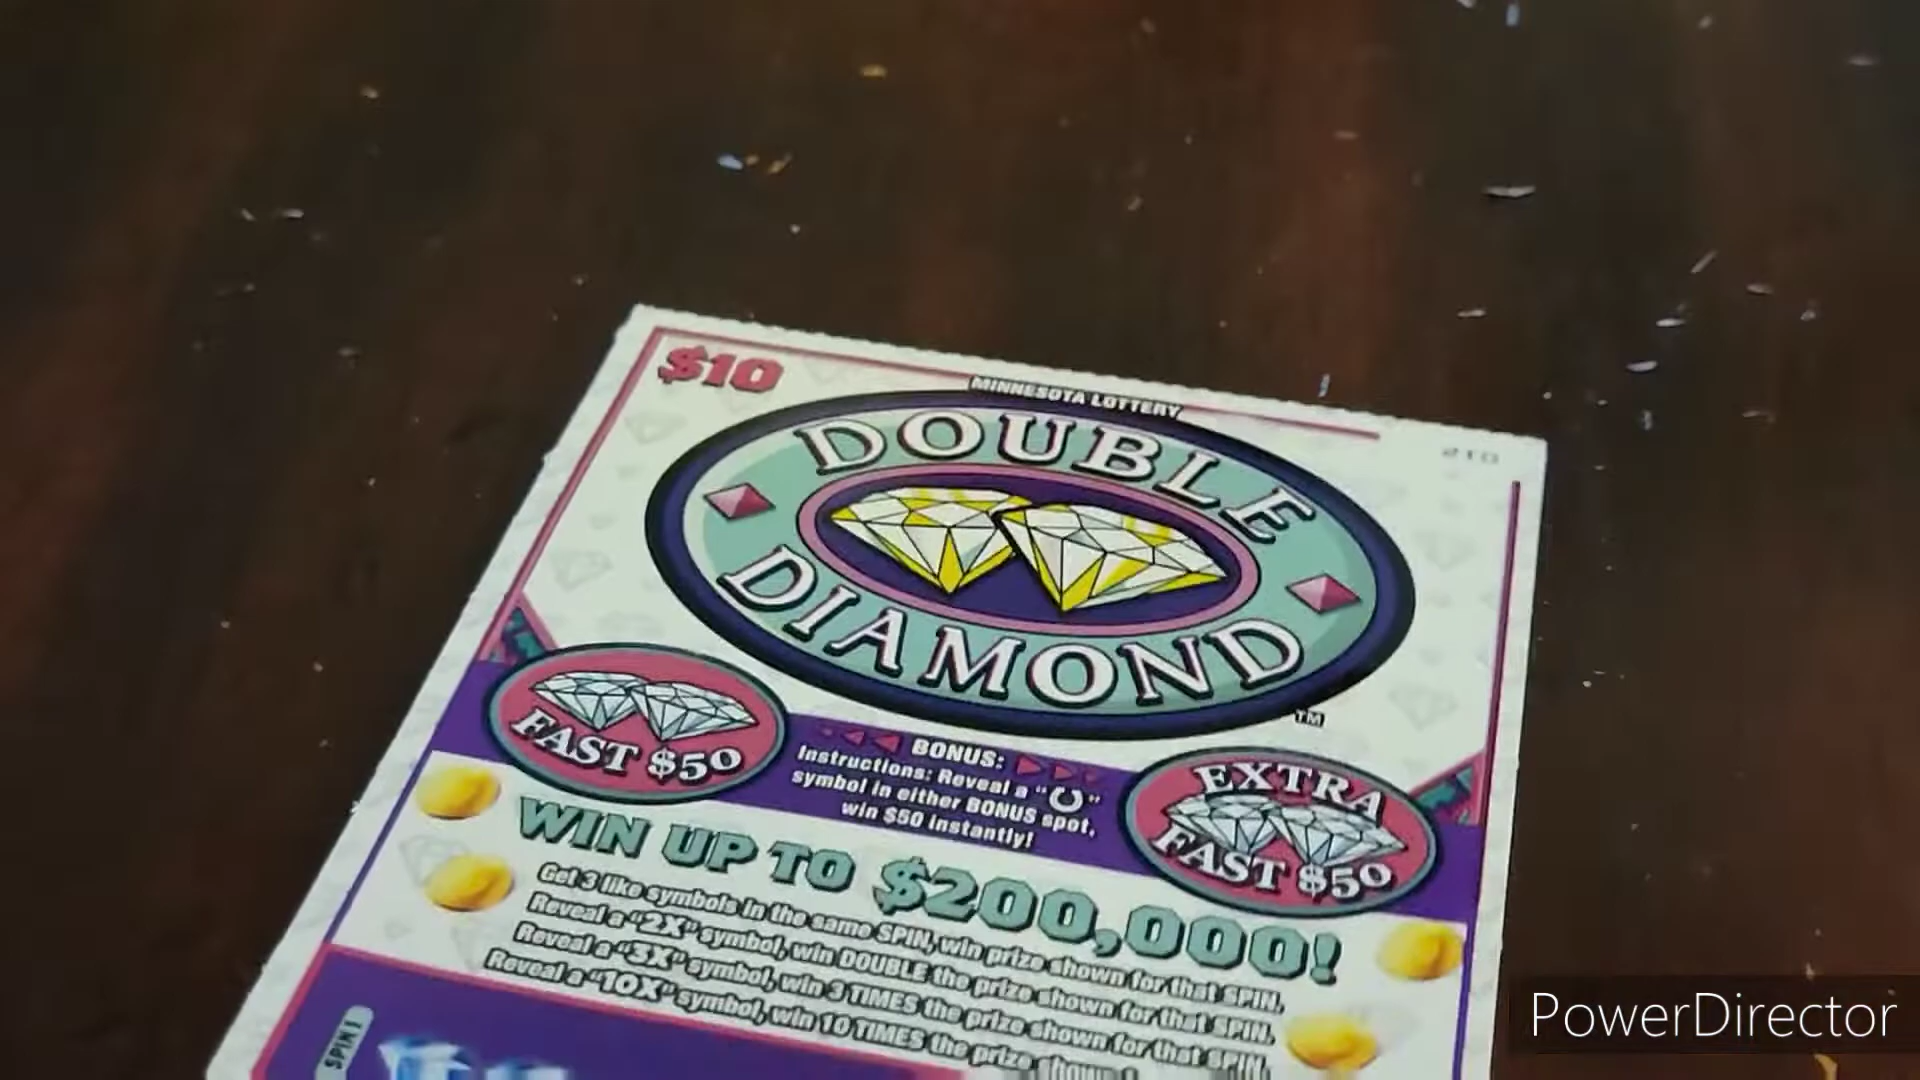 $10
MINNESOTA LOTTERY
210
DOUBLE
DIAMOND
TM
FAST $50
BONUS:
Instructions: Reveal a "
"
symbol in either BONUS spot,
win $50 instantly!
EXTRA
FAST $50
WIN UP TO $200,000!
Get 3 like symbols in the same SPIN, win prize shown for that SPIN.
Reveal a "2X" symbol, win DOUBLE the prize shown for that SPIN.
Reveal a "3X" symbol, win 3 TIMES the prize shown for that SPIN.
Reveal a "10X" symbol, win 10 TIMES the prize shown
SPIN 1
PowerDirector